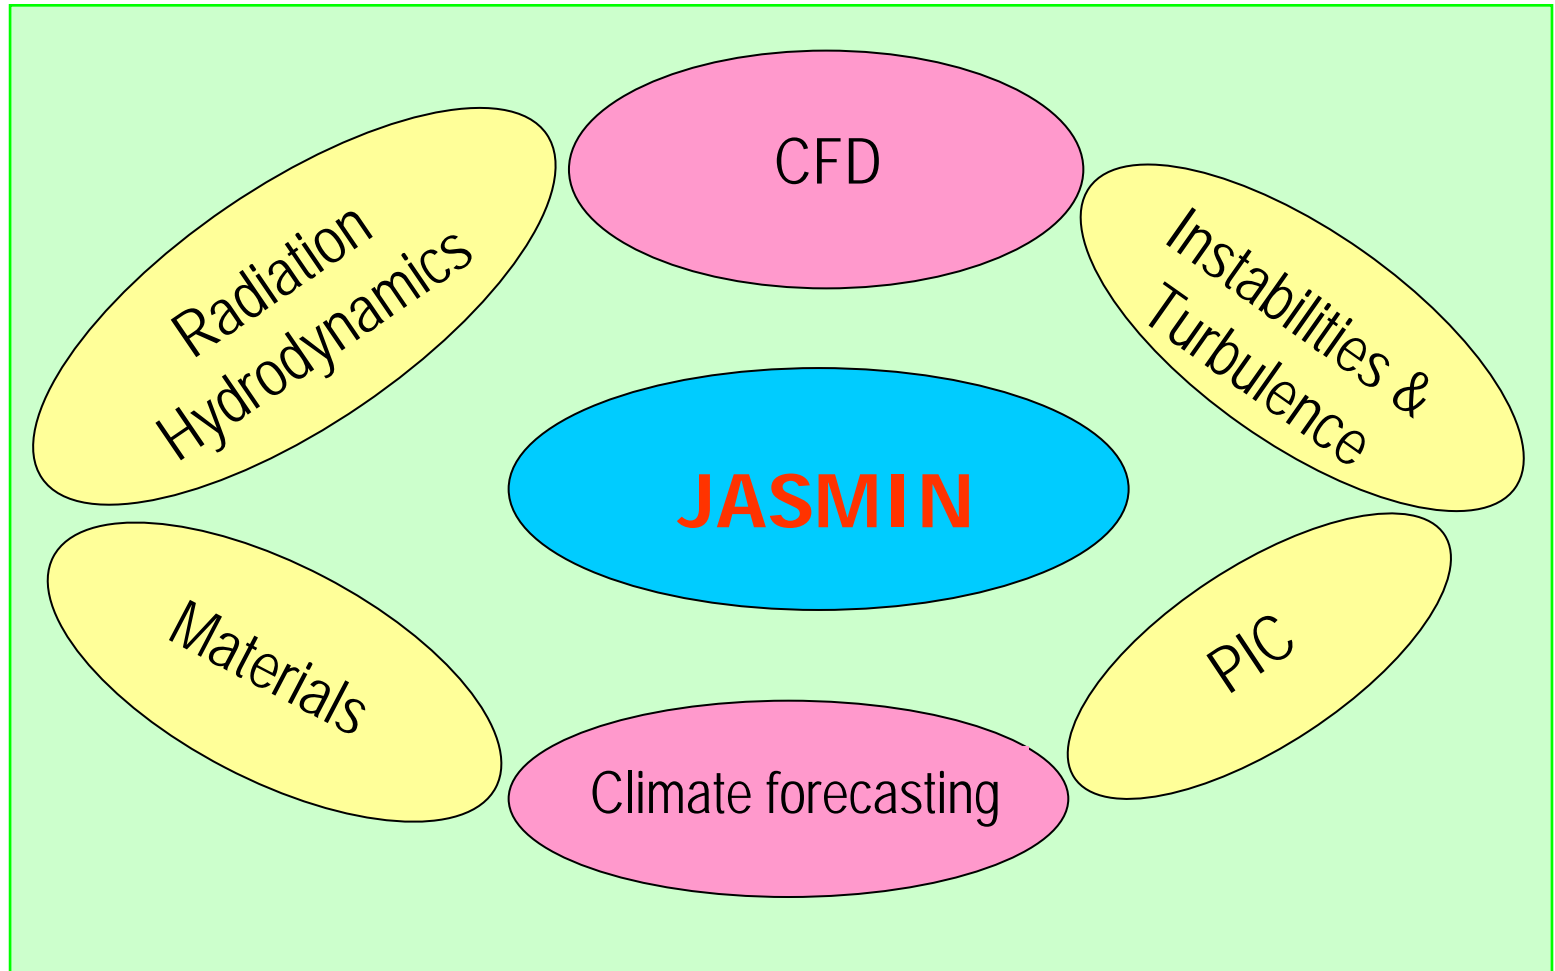 CFD
Radiation
Hydrodynamics
Instabilities &
Turbulence
JASMIN
Materials
PIC
Climate forecasting